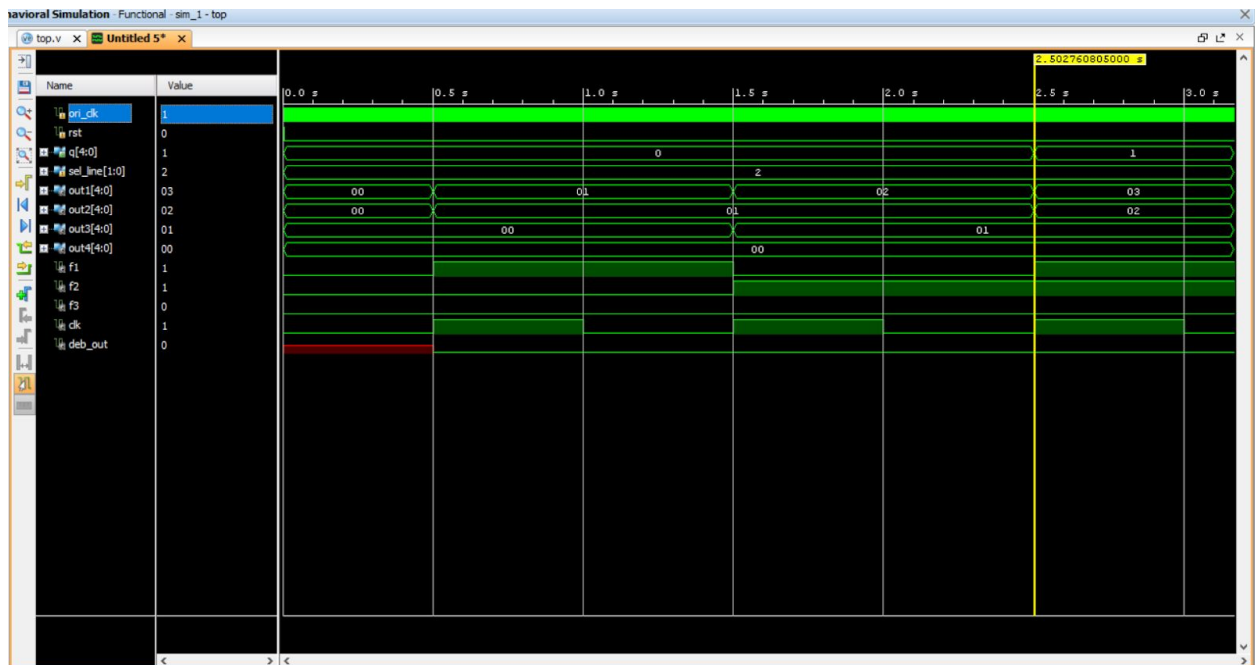 navioral Simulation - Functional - sim_1 - top
top.v x Untitled 5* x
2.502760805000 s
Name Value
0.0 s 0.5 s 1.0 s 1.5 s 2.0 s 2.5 s 3.0 s
ori_clk 1
rst 0
q[4:0] 1 0 1
sel_line[1:0] 2 2
out1[4:0] 03 00 01 02 03
out2[4:0] 02 00 01 02
out3[4:0] 01 00 01
out4[4:0] 00 00
f1 1
f2 1
f3 0
clk 1
deb_out 0